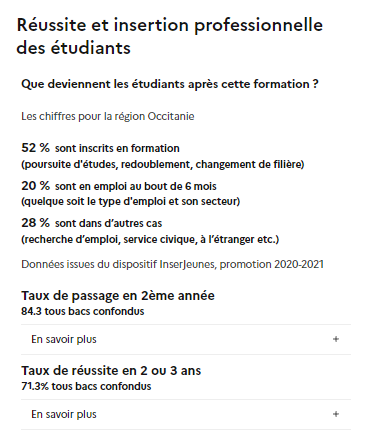 Réussite et insertion professionnelle
des étudiants
Que deviennent les étudiants après cette formation ?
Les chiffres pour la région Occitanie
52 % sont inscrits en formation
(poursuite d'études, redoublement, changement de filière)
20 % sont en emploi au bout de 6 mois
(quelque soit le type d'emploi et son secteur)
28 % sont dans d'autres cas
(recherche d'emploi, service civique, à l'étranger etc.)
Données issues du dispositif InserJeunes, promotion 2020-2021
Taux de passage en 2ème année
84.3 tous bacs confondus
En savoir plus +
Taux de réussite en 2 ou 3 ans
71.3% tous bacs confondus
En savoir plus +